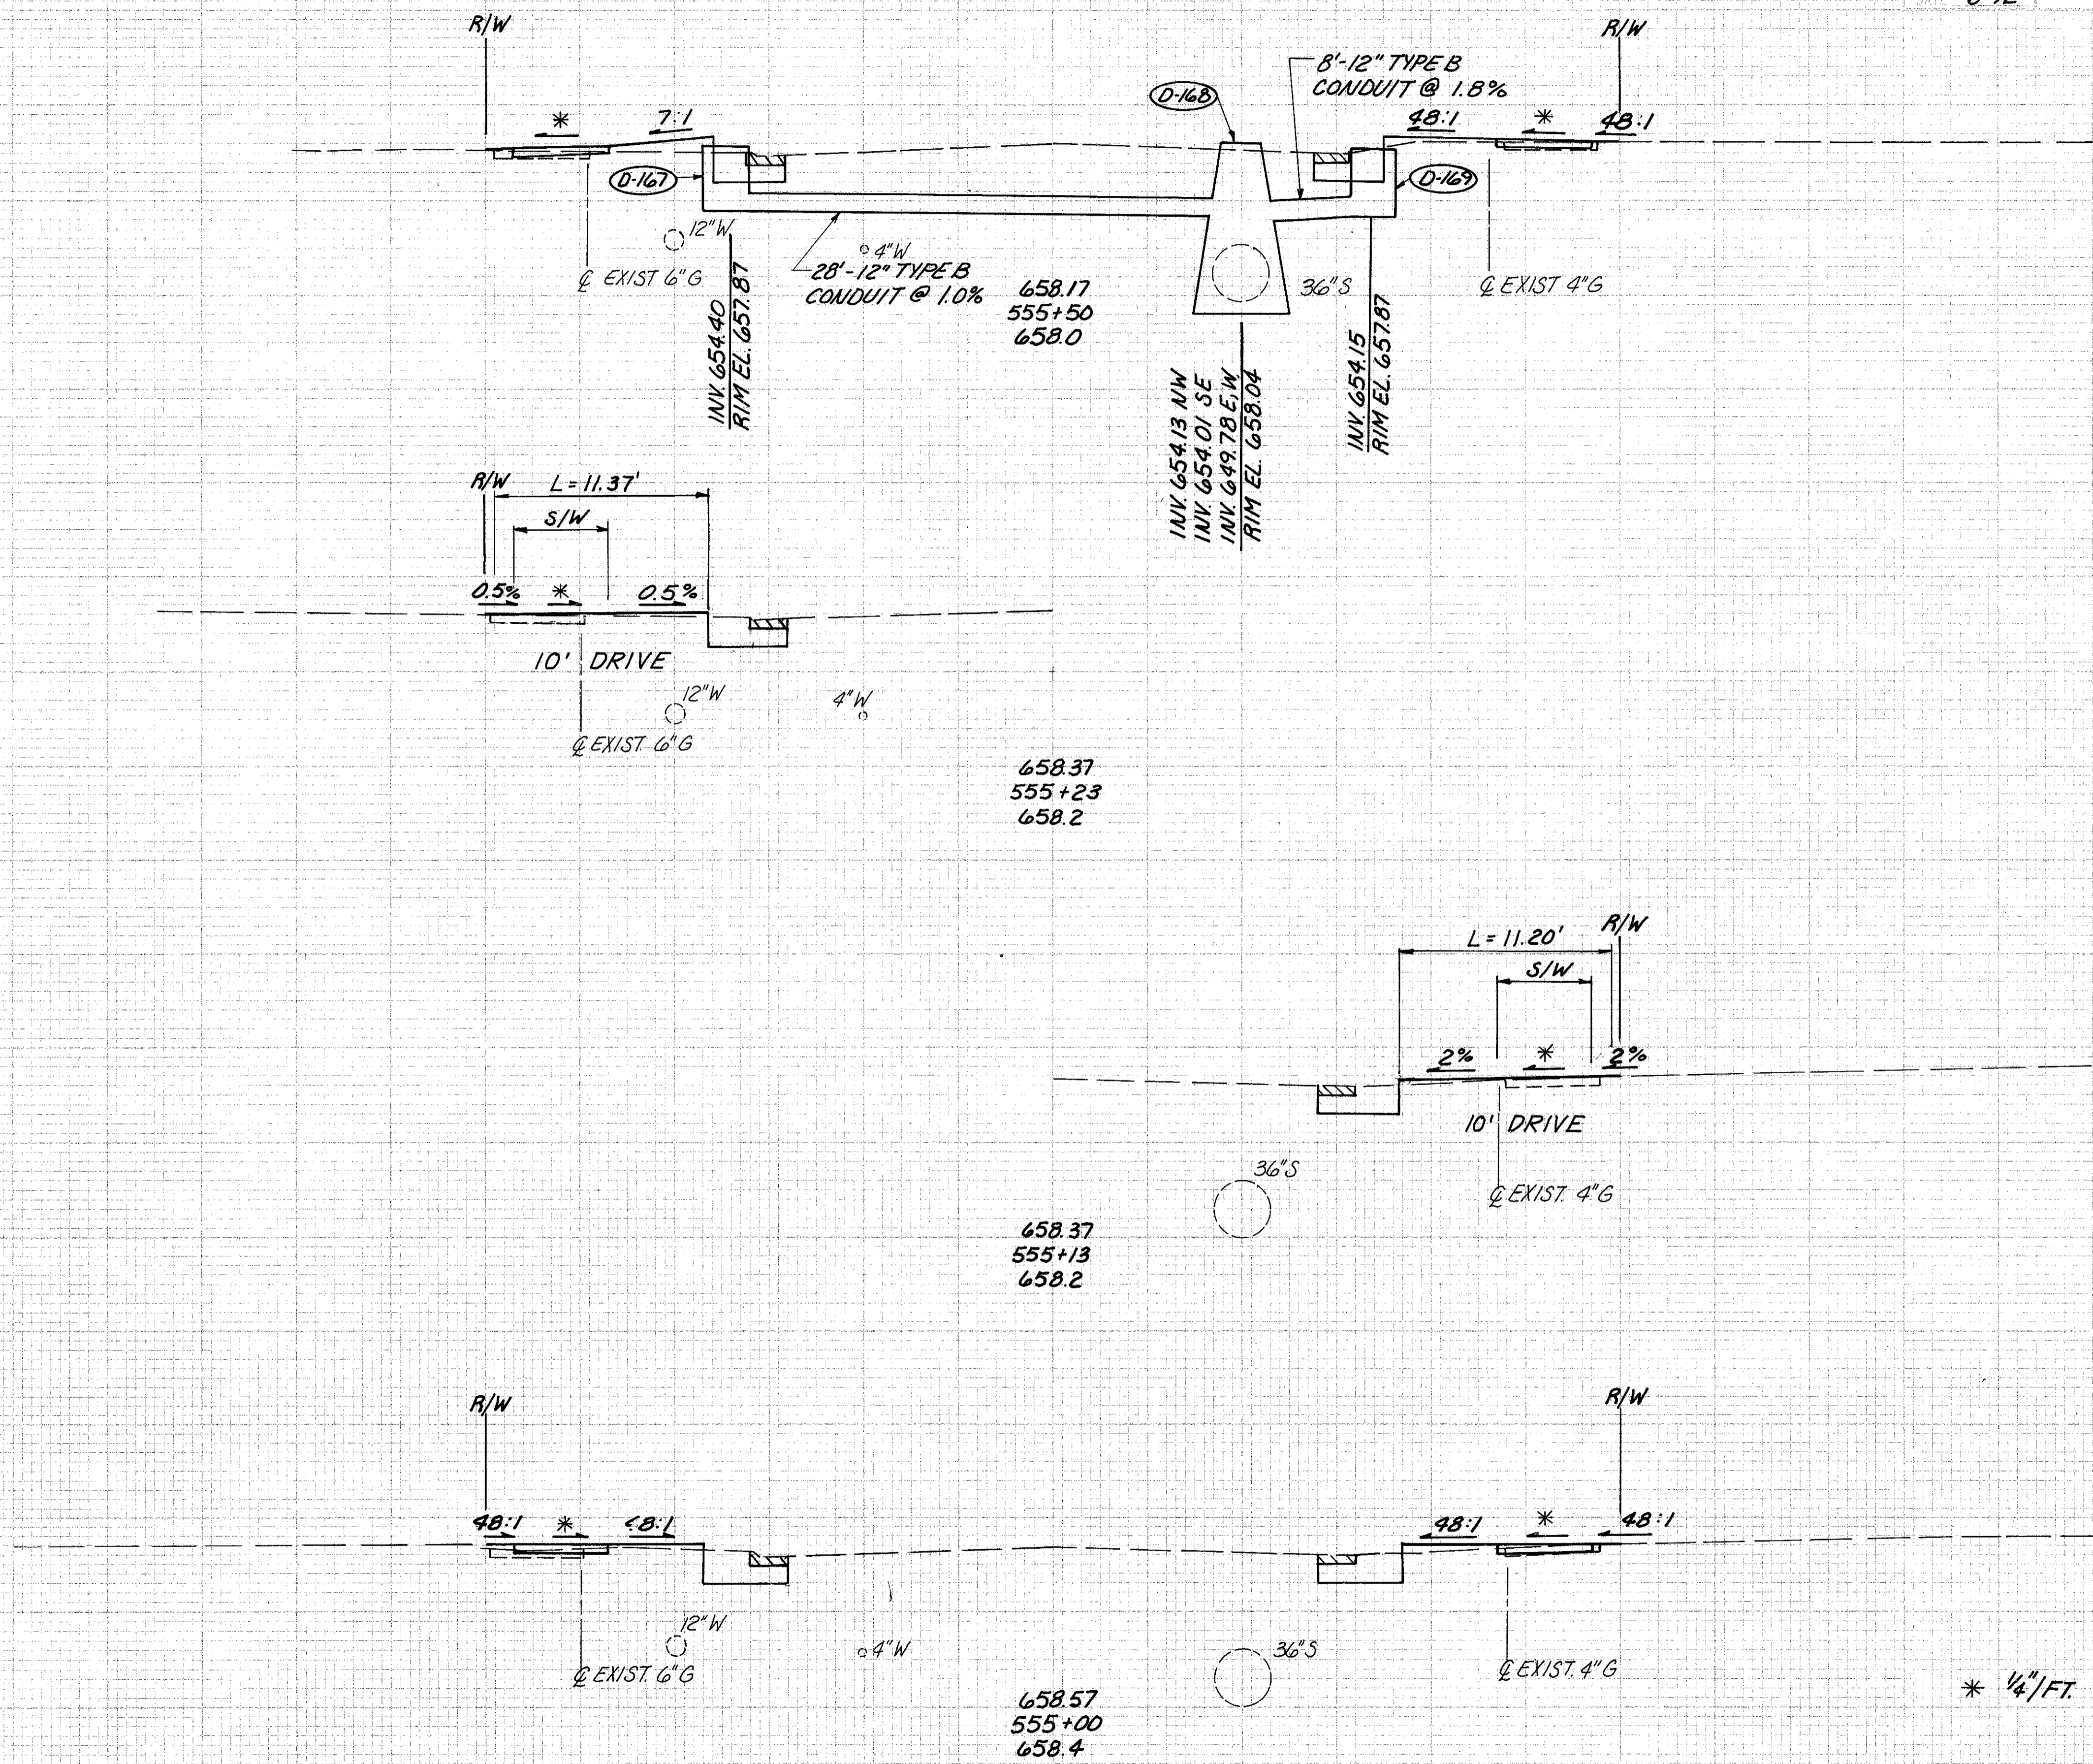 R/W
R/W
8'-12" TYPE B
CONDUIT @ 1.8%
D-168
*
7:1
48:1
*
48:1
D-167
D-169
12"W
4"W
℄ EXIST 6"G
28'-12" TYPE B
CONDUIT @ 1.0%
36"S
℄ EXIST 4"G
658.17
555+50
658.0
INV. 654.40
RIM EL. 657.87
INV. 654.13 NW
INV. 654.01 SE
INV. 649.78 E, W
RIM EL. 658.04
INV. 654.15
RIM EL. 657.87
R/W
L = 11.37'
S/W
0.5%
*
0.5%
10' DRIVE
12"W
4"W
℄ EXIST. 6"G
658.37
555+23
658.2
R/W
L = 11.20'
S/W
2%
*
2%
10' DRIVE
36"S
℄ EXIST. 4"G
658.37
555+13
658.2
R/W
R/W
48:1
*
48:1
48:1
*
48:1
12"W
4"W
36"S
℄ EXIST. 6"G
℄ EXIST. 4"G
* 1/4"/FT.
658.57
555+00
658.4